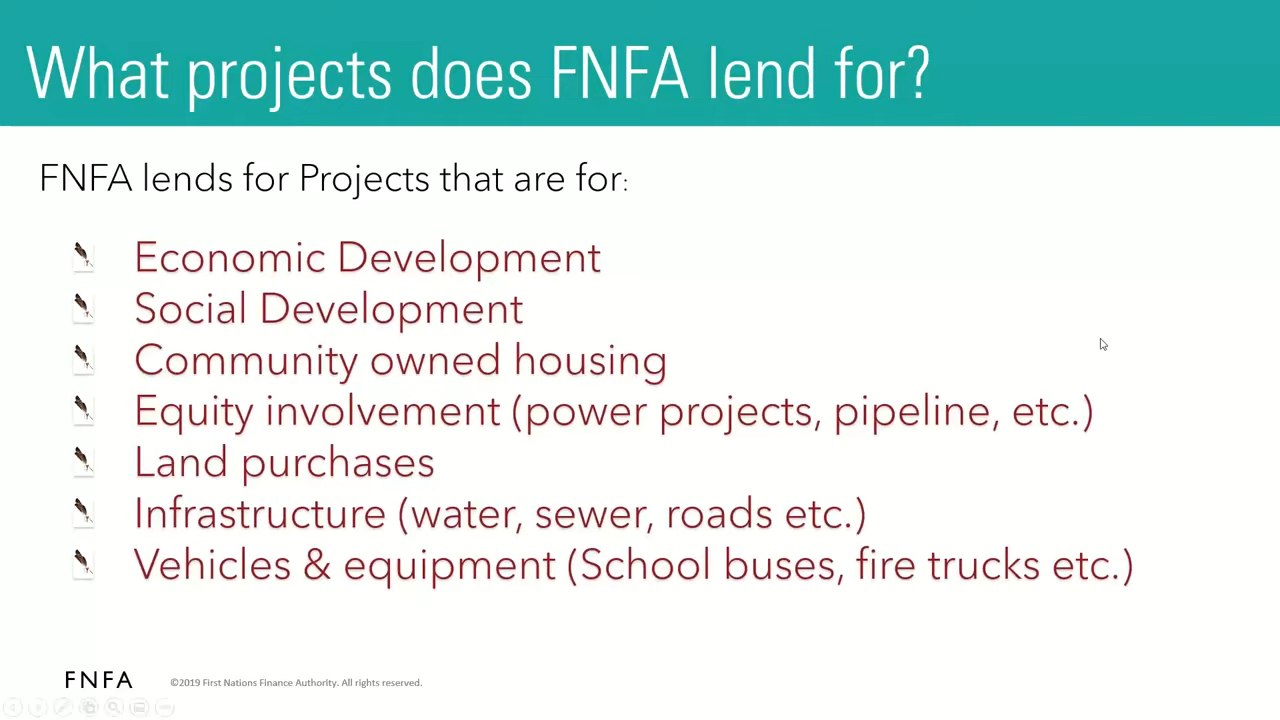 What projects does FNFA lend for?
FNFA lends for Projects that are for:
Economic Development
Social Development
Community owned housing
Equity involvement (power projects, pipeline, etc.)
Land purchases
Infrastructure (water, sewer, roads etc.)
Vehicles & equipment (School buses, fire trucks etc.)
FNFA
©2019 First Nations Finance Authority. All rights reserved.